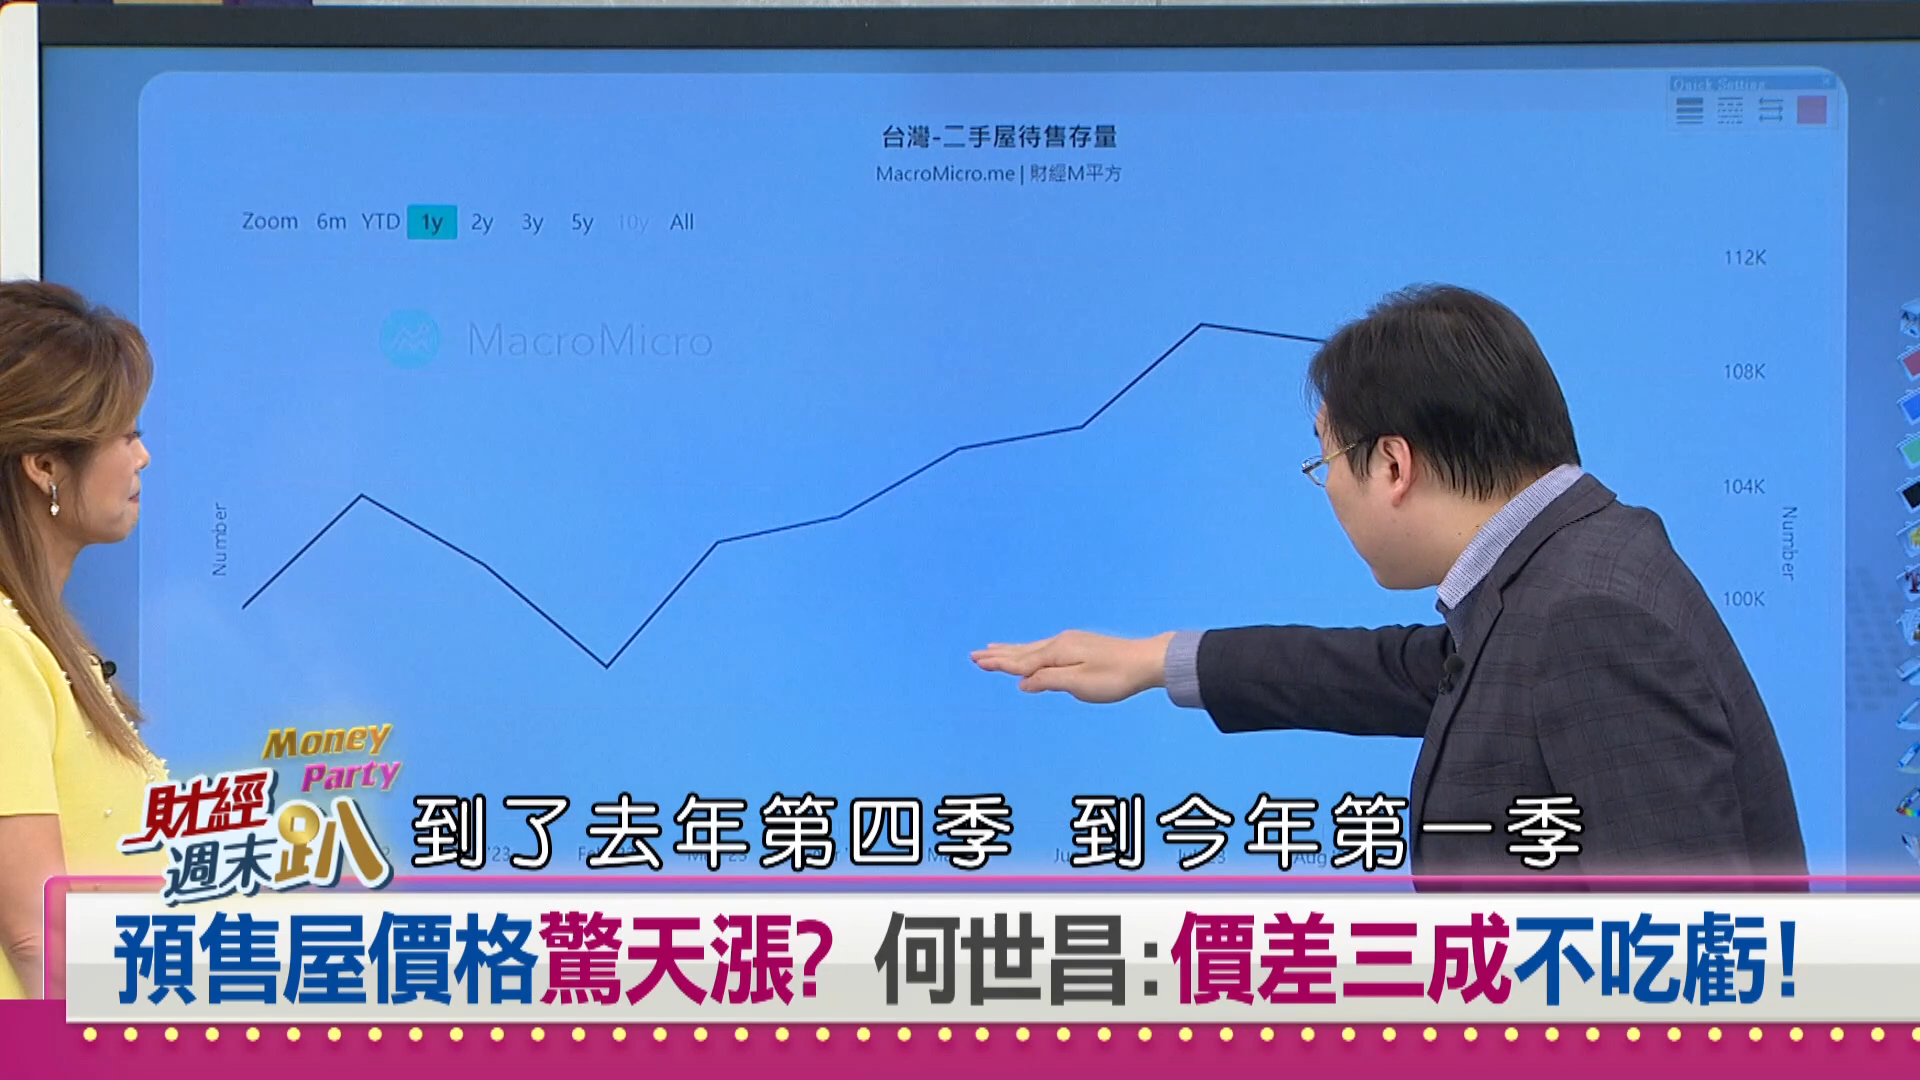 Quick Setting
台灣-二手屋待售存量
MacroMicro.me | 財經M平方
Zoom 6m YTD 1y 2y 3y 5y 10y All
112K
MacroMicro
108K
104K
Number
Number
100K
Money
Party
財經
週末趴
到了去年第四季 到今年第一季
預售屋價格驚天漲? 何世昌:價差三成不吃虧!